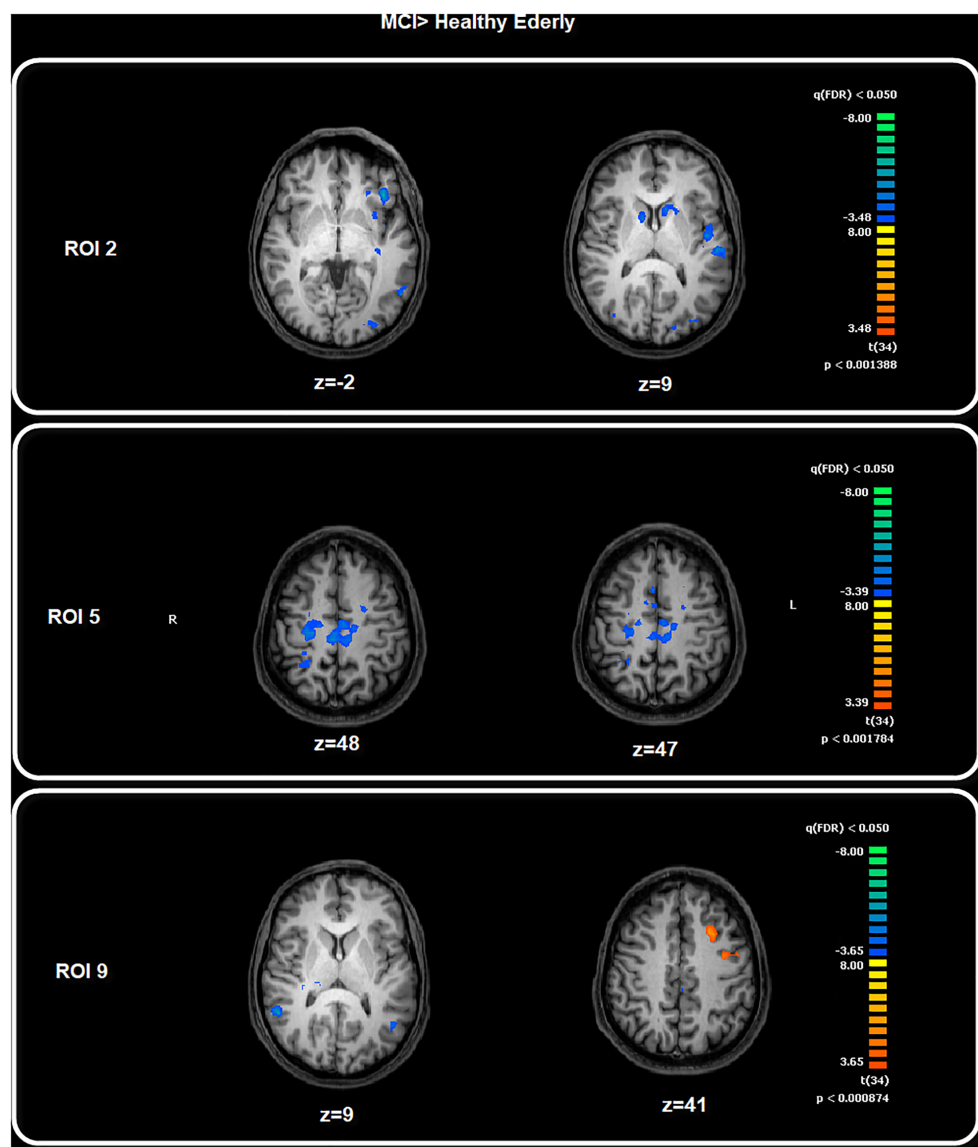 MCI> Healthy Ederly
q(FDR) < 0.050
-8.00
-3.48
8.00
ROI 2
3.48
t(34)
p < 0.001388
z=-2
z=9
q(FDR) < 0.050
-8.00
-3.39
8.00
ROI 5
R
L
3.39
t(34)
p < 0.001784
z=48
z=47
q(FDR) < 0.050
-8.00
-3.65
8.00
ROI 9
3.65
t(34)
p < 0.000874
z=9
z=41